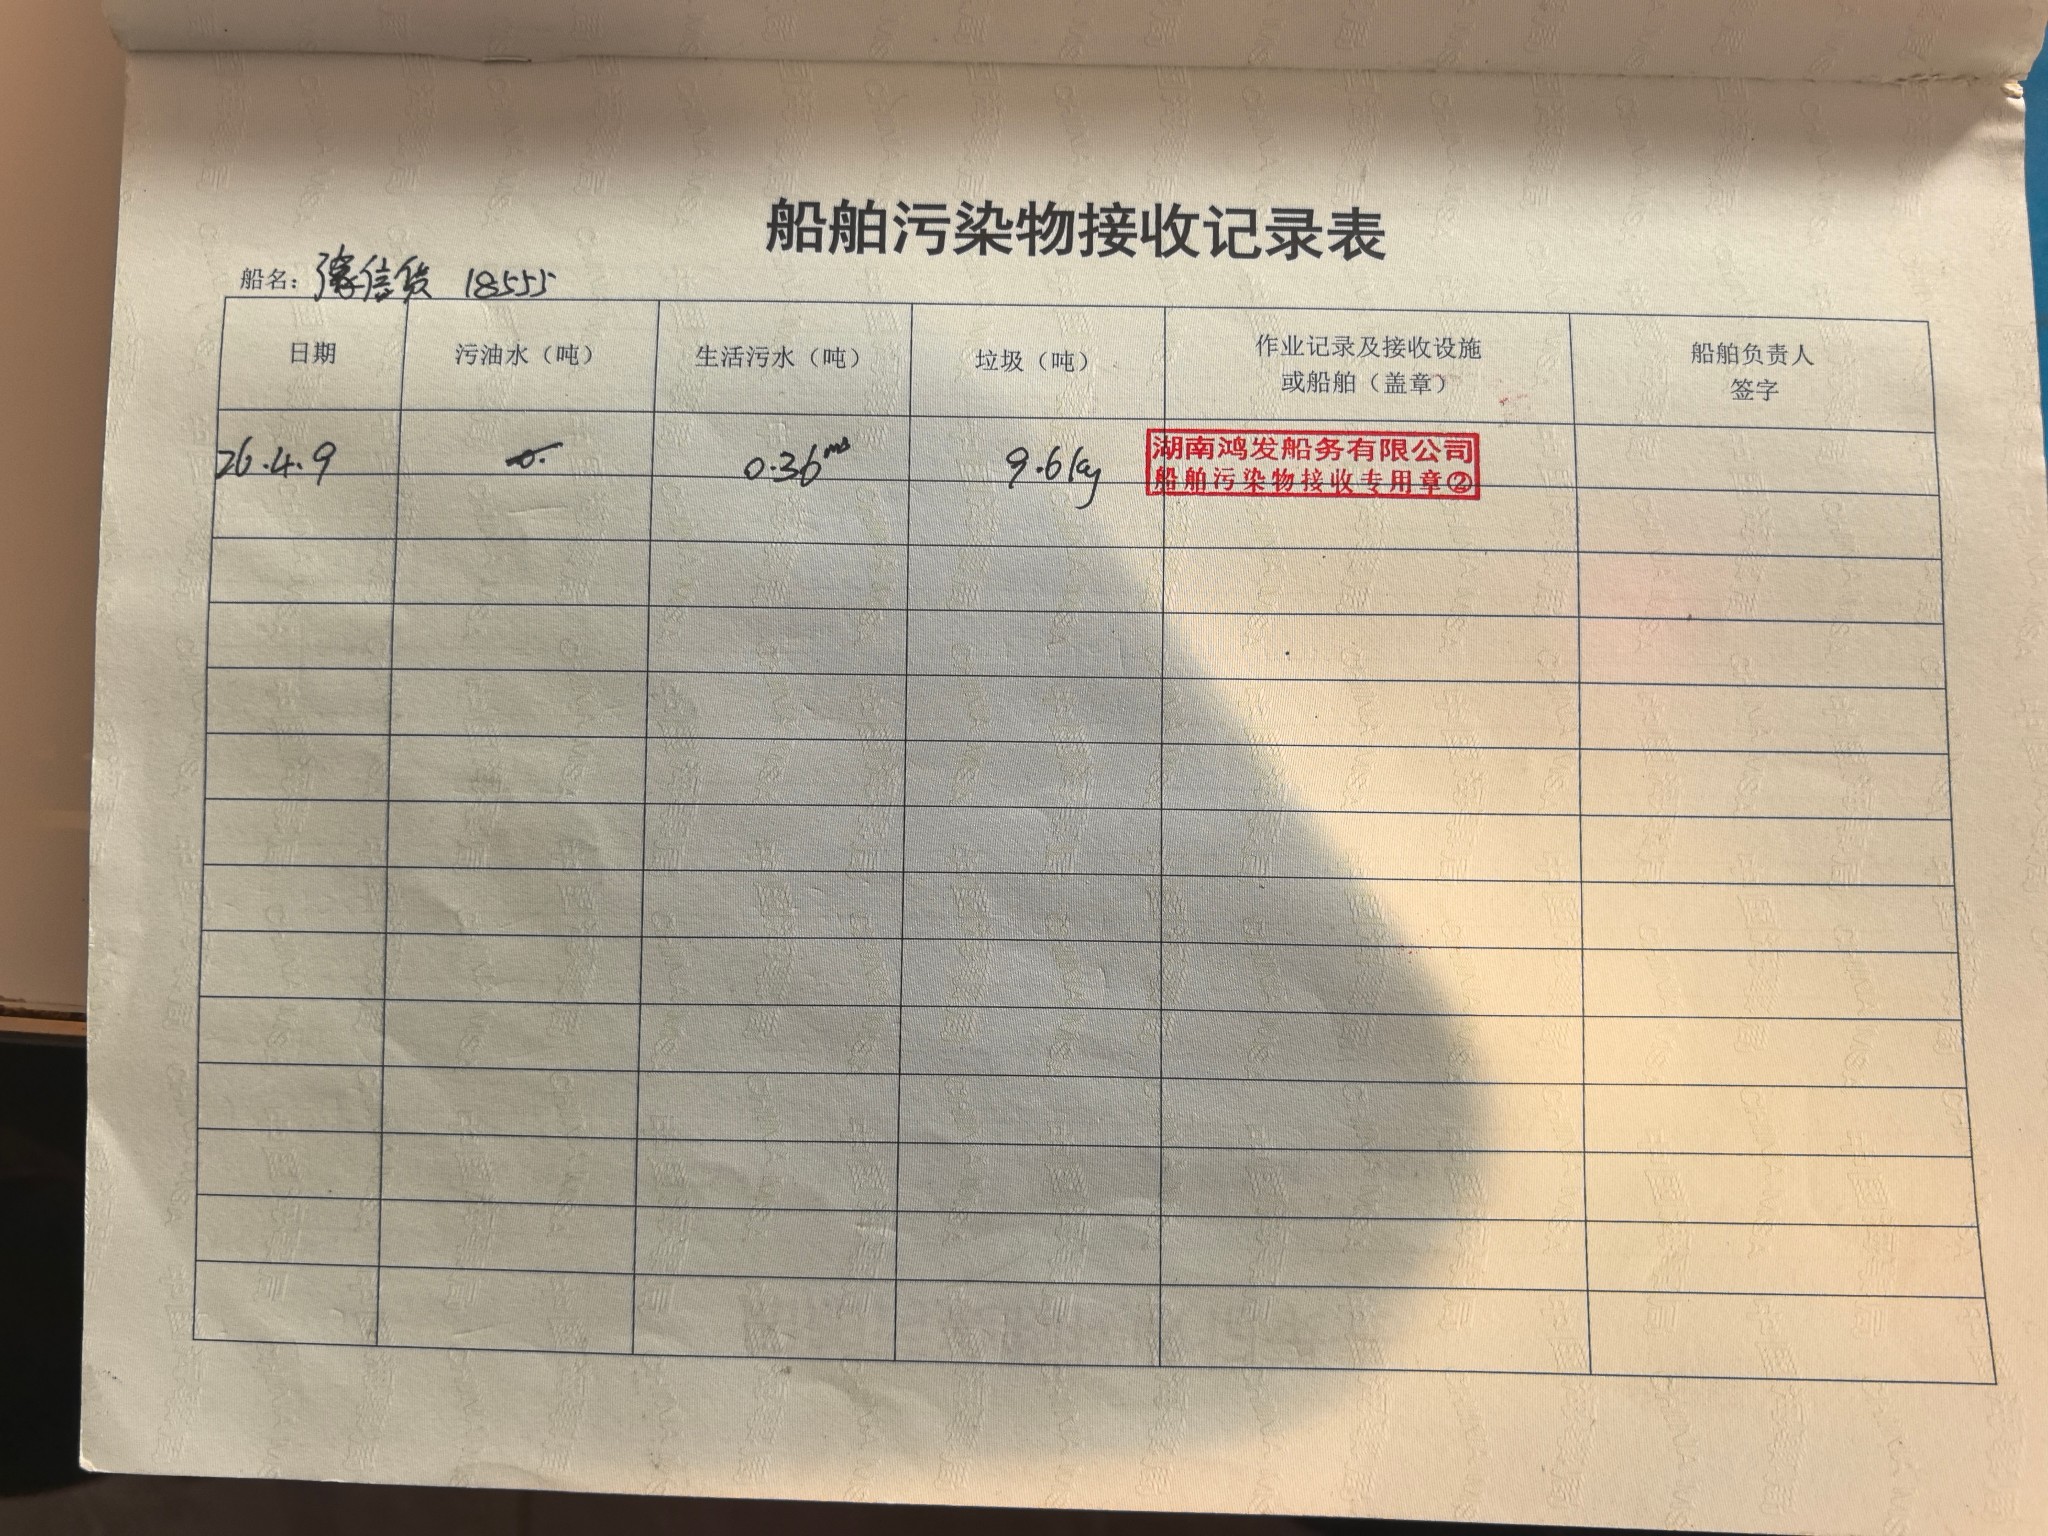 船舶污染物接收记录表
船名： 豫信货 18555
日期 污油水（吨） 生活污水（吨） 垃圾（吨） 作业记录及接收设施或船舶（盖章） 船舶负责人签字
26.4.9 0. 0.36m³ 9.6kg
湖南鸿发船务有限公司
船舶污染物接收专用章②